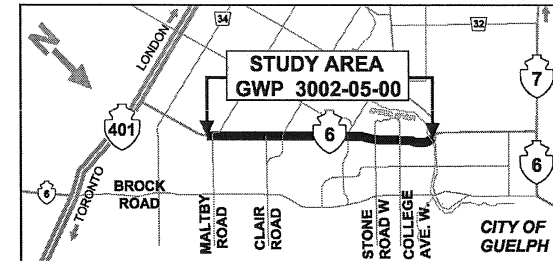 34
32
N
LONDON
STUDY AREA
GWP 3002-05-00
7
401
6
6
6
TORONTO
BROCK
ROAD
MALTBY
ROAD
CLAIR
ROAD
STONE
ROAD W
COLLEGE
AVE. W.
CITY OF
GUELPH